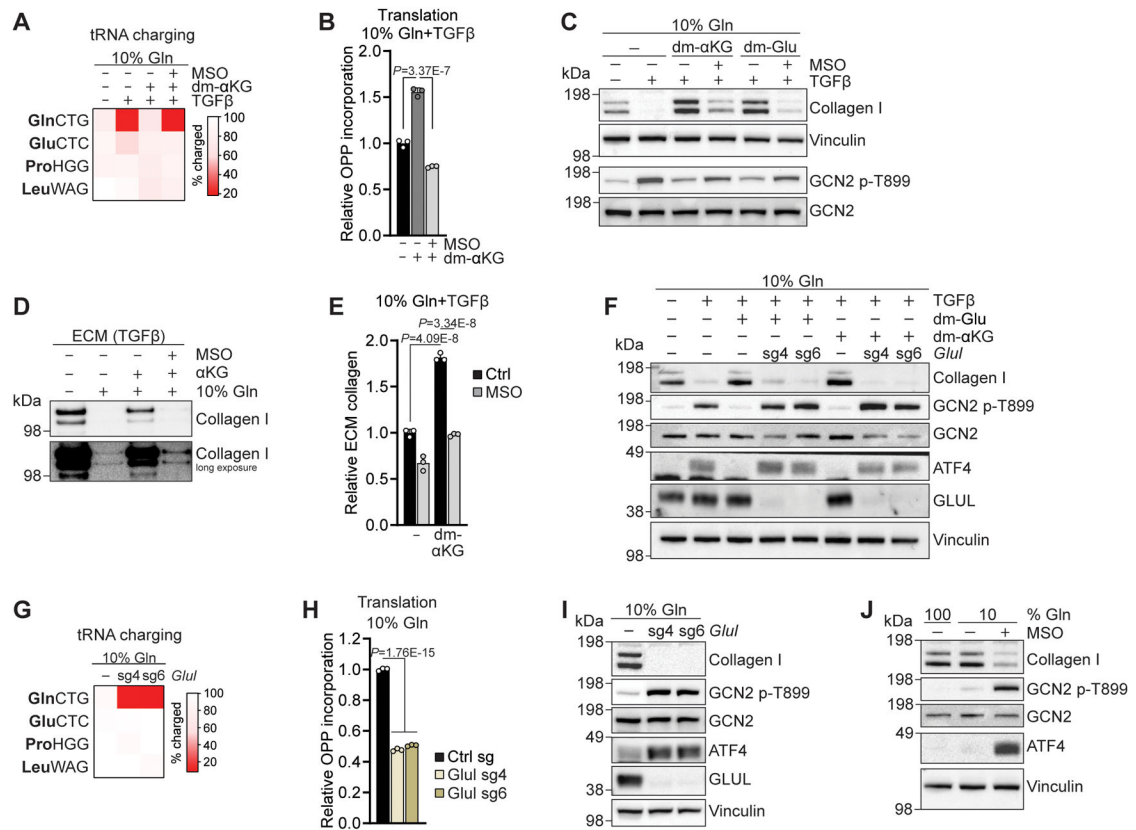 A
tRNA charging
10% Gln
– – – + MSO
– – + + dm-αKG
– + + + TGFβ
GlnCTG
GluCTC
ProHGG
LeuWAG
100
80
60
40
20
% charged
B
Translation
10% Gln+TGFβ
P=3.37E-7
2.0
1.5
1.0
0.5
0.0
Relative OPP incorporation
– – + MSO
– + + dm-αKG
C
10% Gln
– dm-αKG dm-Glu
– – – + – + MSO
– + + + + + TGFβ
kDa
198
Collagen I
Vinculin
98
198
GCN2 p-T899
198
GCN2
D
ECM (TGFβ)
– – – + MSO
– – + + αKG
– + + + 10% Gln
kDa
Collagen I
98
Collagen I
long exposure
98
E
10% Gln+TGFβ
P=3.34E-8
P=4.09E-8
2.0
1.5
1.0
0.5
0.0
Relative ECM collagen
Ctrl
MSO
– dm-
αKG
F
10% Gln
– + + + + + + + TGFβ
– – + + + – – – dm-Glu
– – – – – + + + dm-αKG
– – – sg4 sg6 – sg4 sg6 Glul
kDa
198
Collagen I
198
GCN2 p-T899
198
GCN2
49
ATF4
GLUL
38
Vinculin
98
G
tRNA charging
10% Gln
– sg4 sg6 Glul
GlnCTG
GluCTC
ProHGG
LeuWAG
100
80
60
40
20
% charged
H
Translation
10% Gln
P=1.76E-15
1.2
1.0
0.8
0.6
0.4
0.2
0.0
Relative OPP incorporation
Ctrl sg
Glul sg4
Glul sg6
I
10% Gln
kDa – sg4 sg6 Glul
198
Collagen I
198
GCN2 p-T899
198
GCN2
49
ATF4
GLUL
38
Vinculin
98
J
100 10 % Gln
kDa – – + MSO
198
Collagen I
198
GCN2 p-T899
198
GCN2
49
ATF4
Vinculin
98